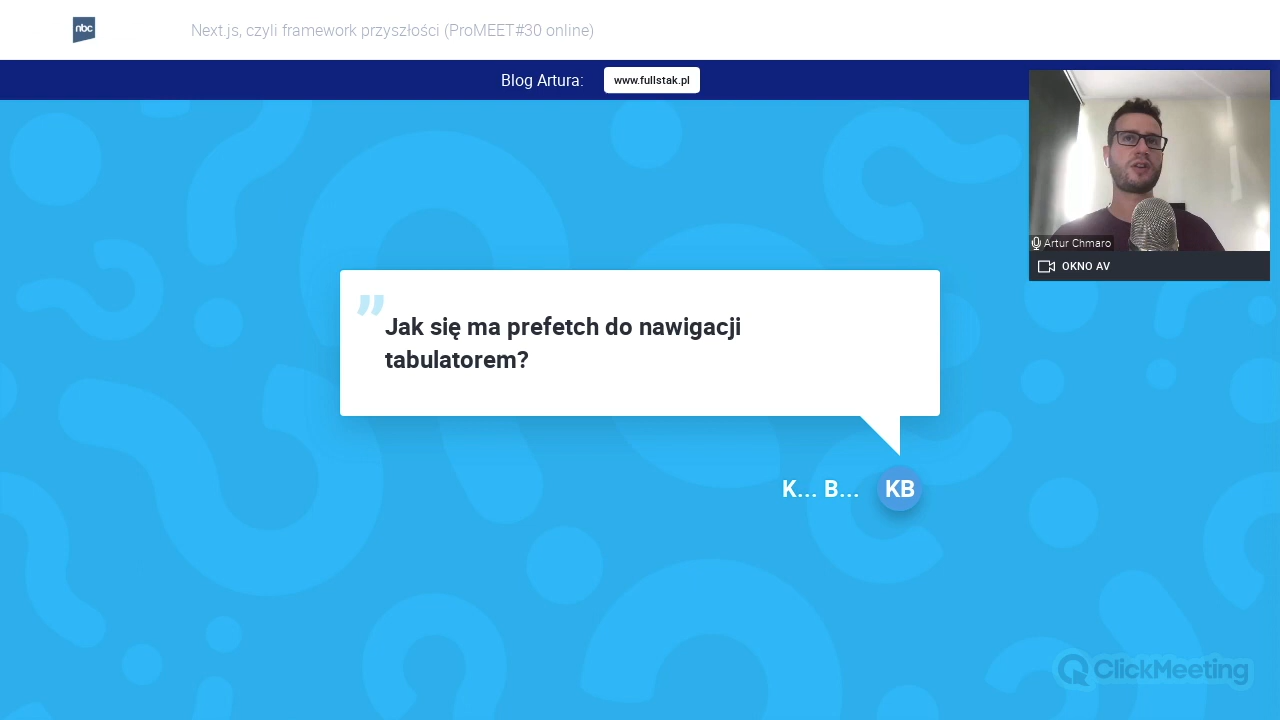 nbc
Next.js, czyli framework przyszłości (ProMEET#30 online)
Blog Artura:
www.fullstak.pl
Artur Chmaro
OKNO AV
”
Jak się ma prefetch do nawigacji
tabulatorem?
K... B...
KB
ClickMeeting